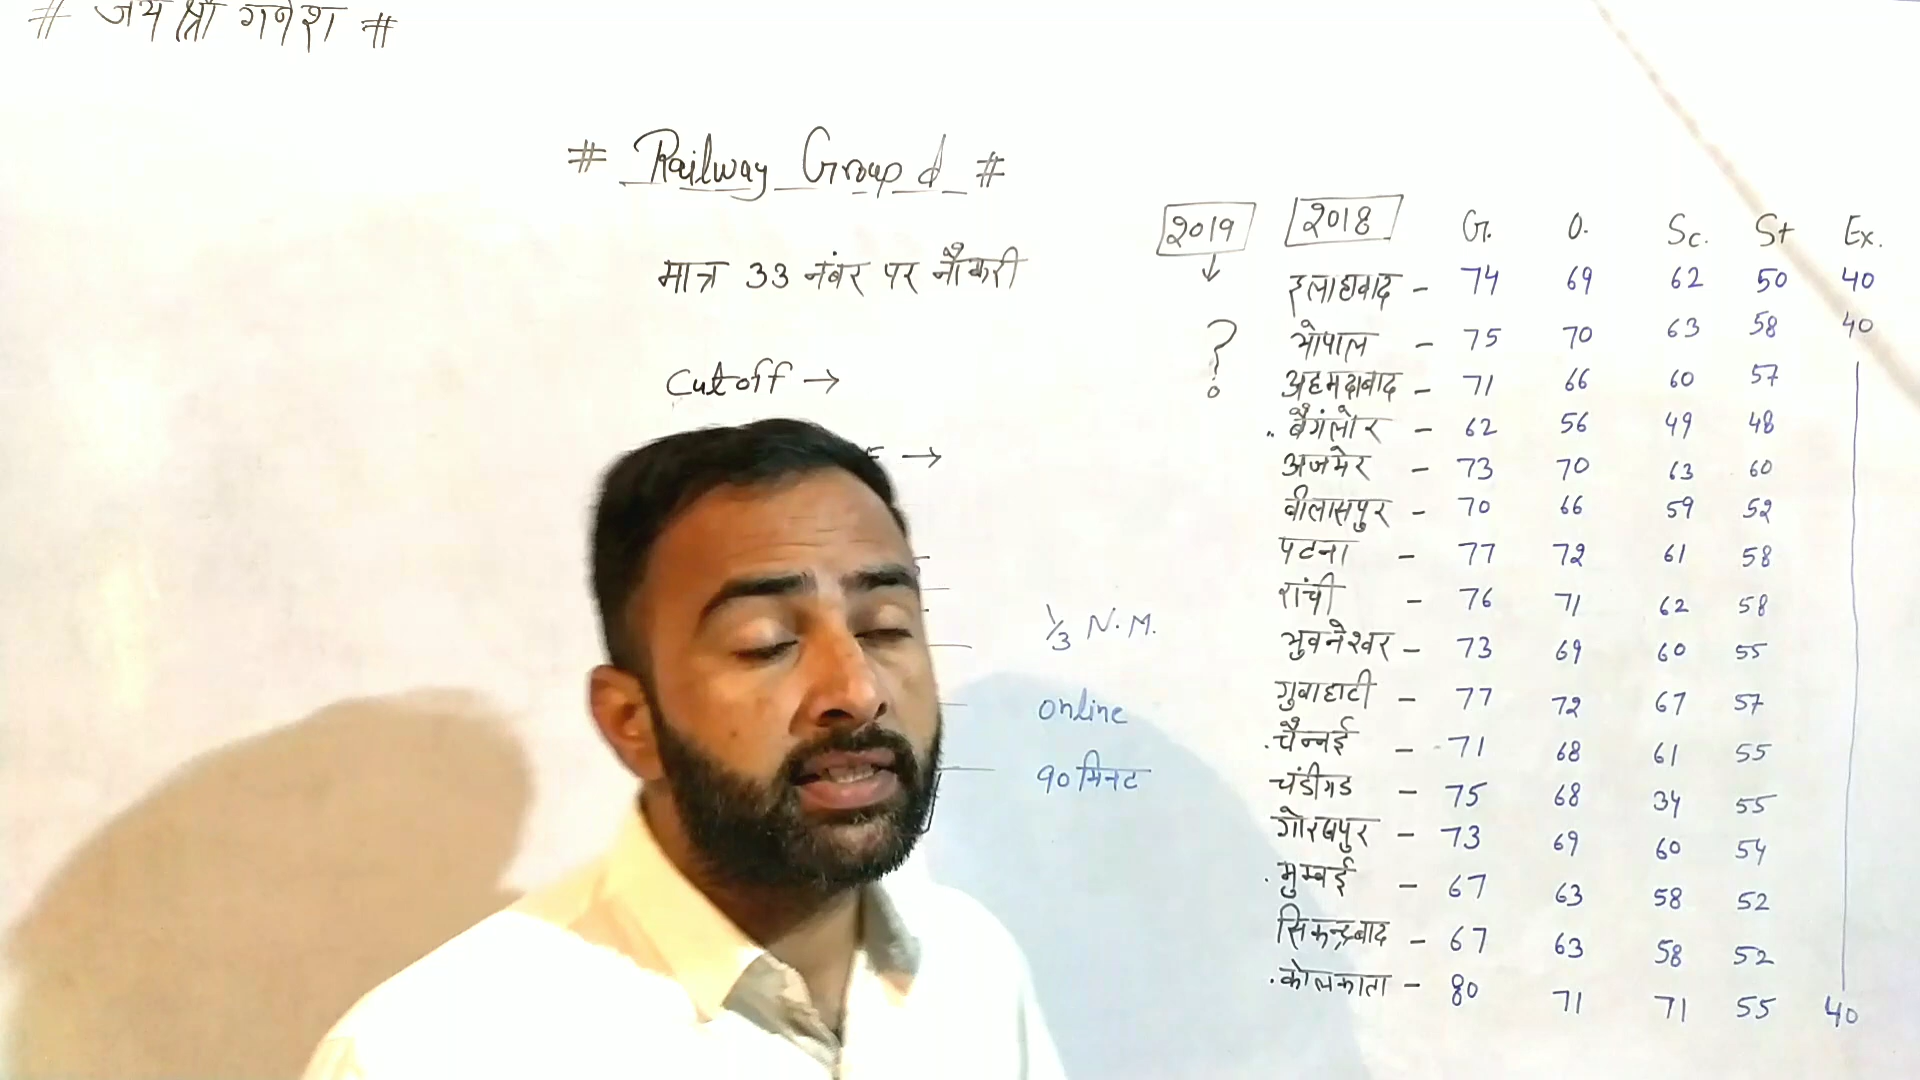 # जय श्री गणेश #
# Railway Group d #
मात्र 33 नंबर पर नौकरी
Cutoff →
→
1/3 N.M.
online
90 मिनट
2019 ↓
?
2018 G. O. Sc. St Ex.
इलाहाबाद - 74 69 62 50 40
भोपाल - 75 70 63 58 40
अहमदाबाद - 71 66 60 57
.. बैंगलोर - 62 56 49 48
अजमेर - 73 70 63 60
बीलासपुर - 70 66 59 52
पटना - 77 72 61 58
रांची - 76 71 62 58
भुवनेश्वर - 73 69 60 55
गुवाहाटी - 77 72 67 57
. चैन्नई - 71 68 61 55
चंडीगड - 75 68 34 55
गोरखपुर - 73 69 60 54
. मुम्बई - 67 63 58 52
सिकन्द्रबाद - 67 63 58 52
. कोलकाता - 80 71 71 55 40